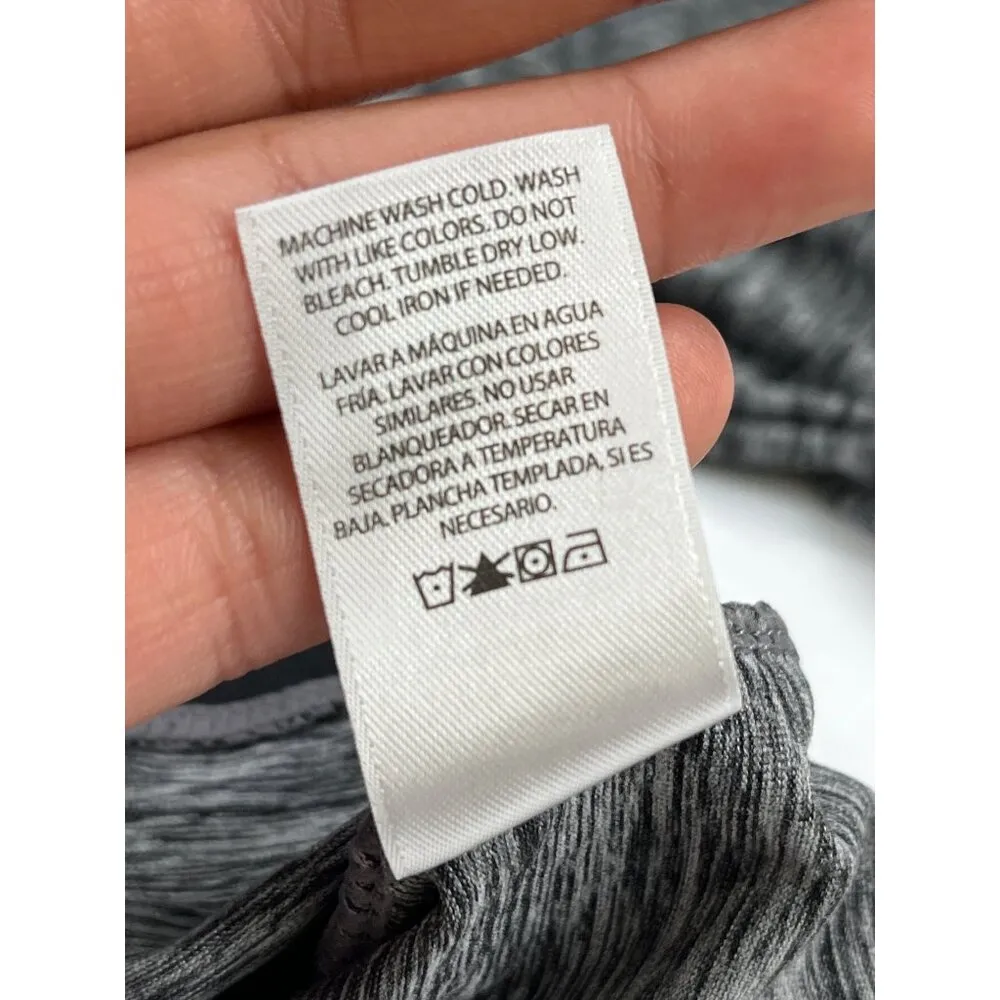 MACHINE WASH COLD. WASH
WITH LIKE COLORS. DO NOT
BLEACH. TUMBLE DRY LOW.
COOL IRON IF NEEDED.
LAVAR A MÁQUINA EN AGUA
FRÍA. LAVAR CON COLORES
SIMILARES. NO USAR
BLANQUEADOR. SECAR EN
SECADORA A TEMPERATURA
BAJA. PLANCHA TEMPLADA, SI ES
NECESARIO.